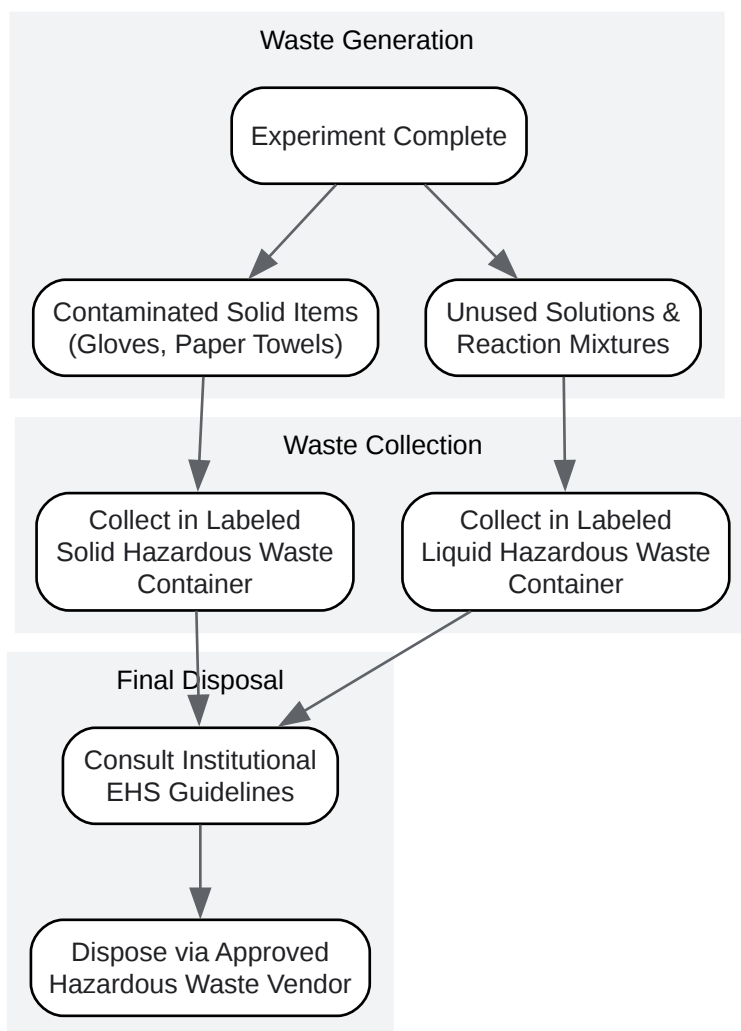 Waste Generation
Experiment Complete
Contaminated Solid Items
(Gloves, Paper Towels)
Unused Solutions &
Reaction Mixtures
Waste Collection
Collect in Labeled
Solid Hazardous Waste
Container
Collect in Labeled
Liquid Hazardous Waste
Container
Final Disposal
Consult Institutional
EHS Guidelines
Dispose via Approved
Hazardous Waste Vendor